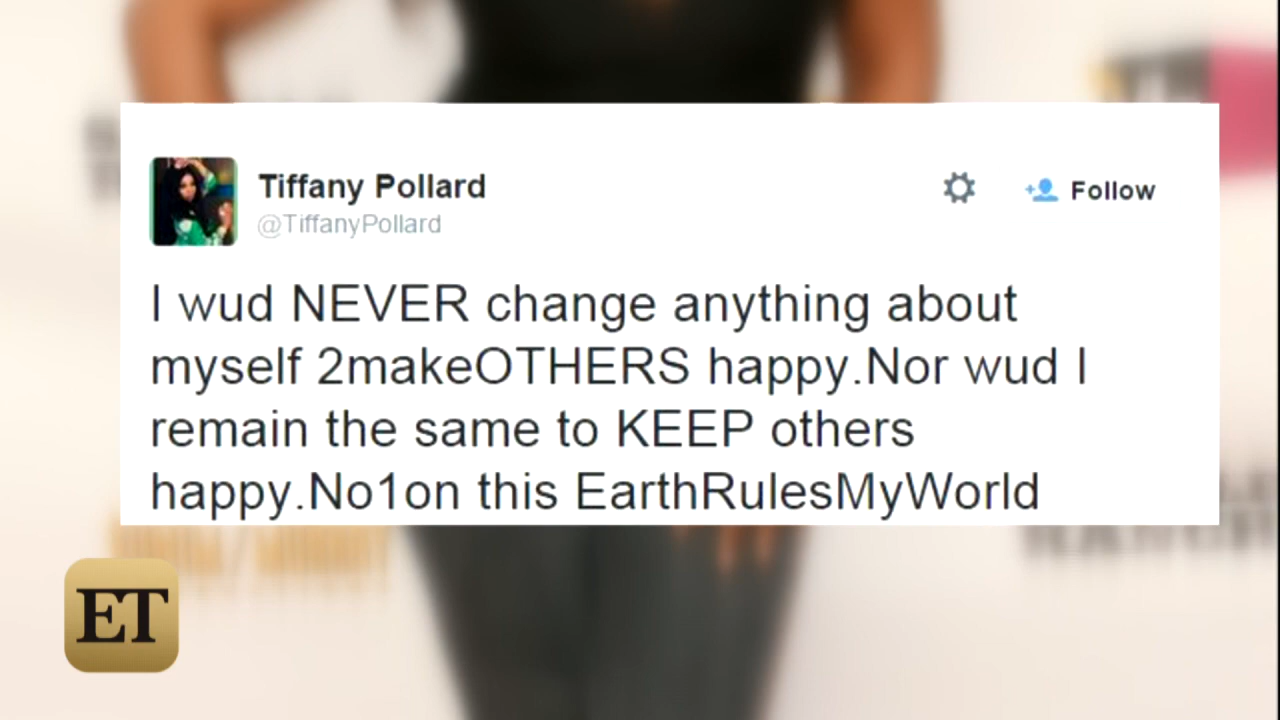 Tiffany Pollard
@TiffanyPollard
Follow
I wud NEVER change anything about
myself 2makeOTHERS happy.Nor wud I
remain the same to KEEP others
happy.No1on this EarthRulesMyWorld
ET